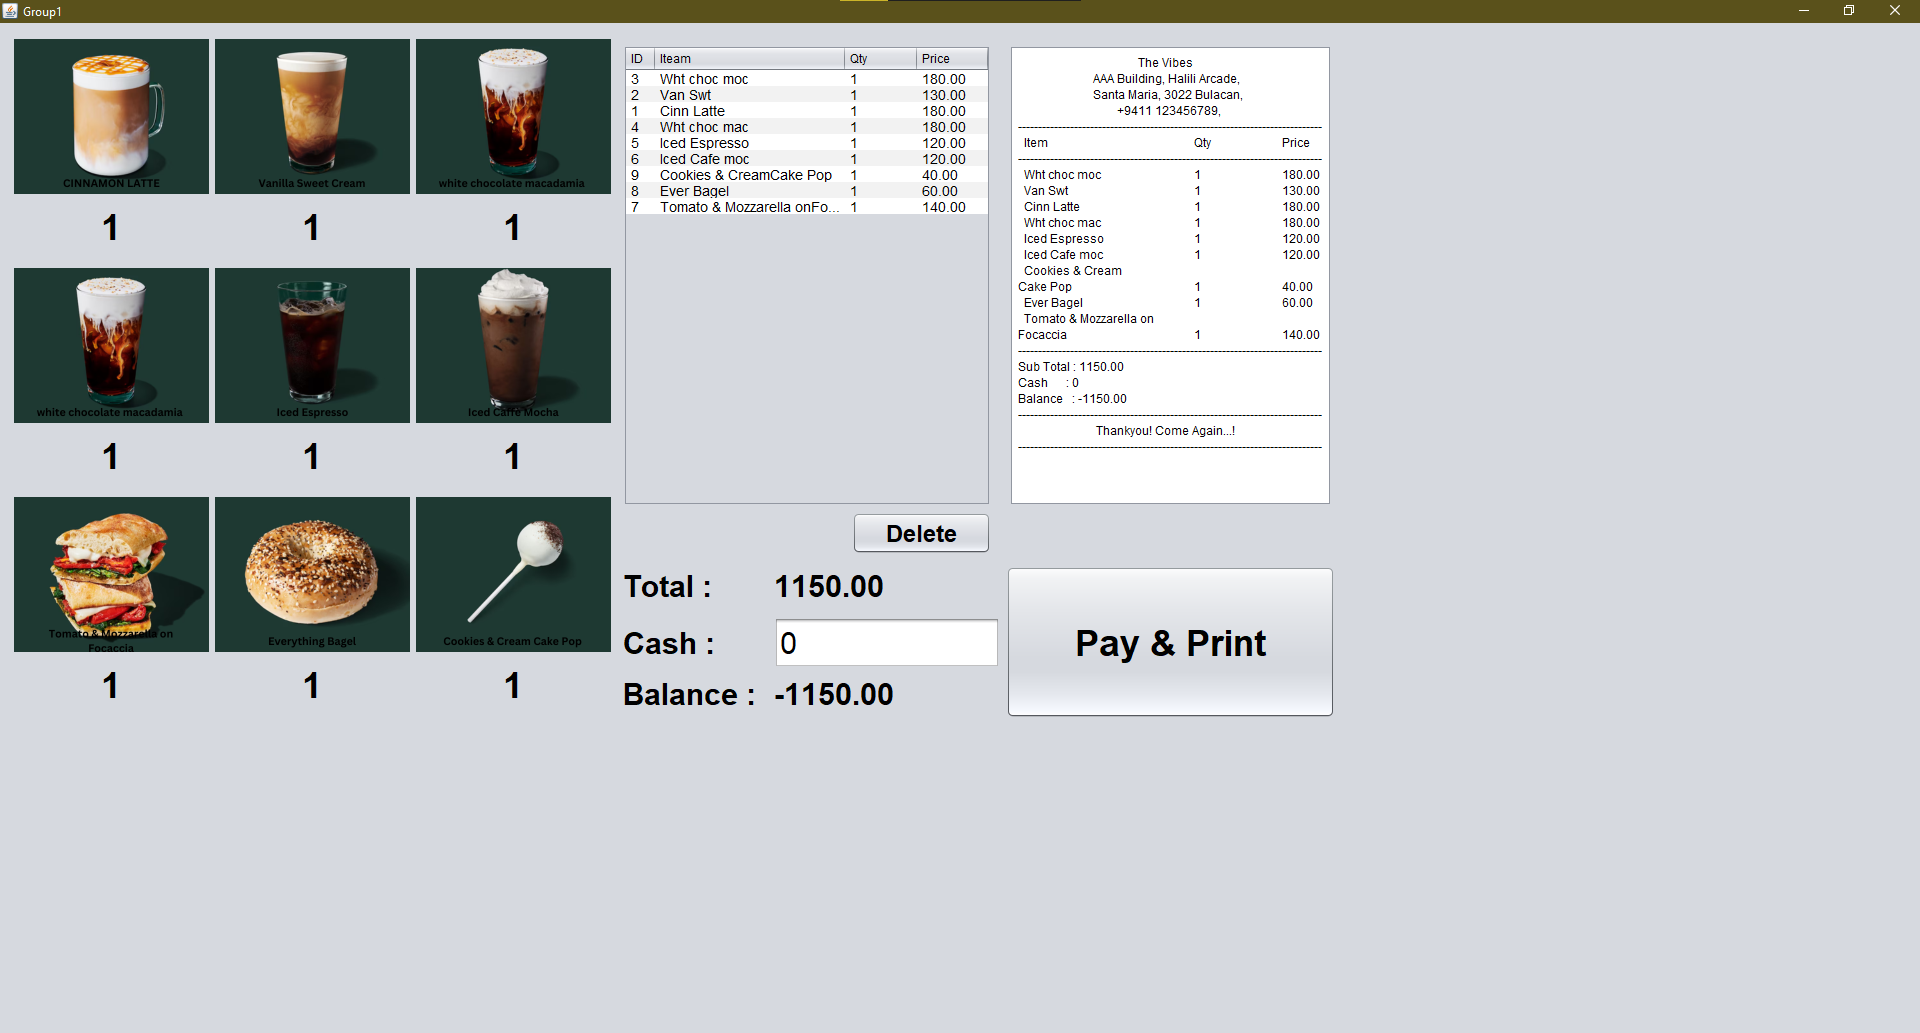 Group1
CINNAMON LATTE
Vanilla Sweet Cream
white chocolate macadamia
1 1 1
white chocolate macadamia
Iced Espresso
Iced Caffe Mocha
1 1 1
Tomato & Mozzarella on
Focaccia
Everything Bagel
Cookies & Cream Cake Pop
1 1 1
ID Iteam Qty Price
3 Wht choc moc 1 180.00
2 Van Swt 1 130.00
1 Cinn Latte 1 180.00
4 Wht choc mac 1 180.00
5 Iced Espresso 1 120.00
6 Iced Cafe moc 1 120.00
9 Cookies & CreamCake Pop 1 40.00
8 Ever Bagel 1 60.00
7 Tomato & Mozzarella onFo... 1 140.00
Delete
Total : 1150.00
Cash : 0
Balance : -1150.00
The Vibes
AAA Building, Halili Arcade,
Santa Maria, 3022 Bulacan,
+9411 123456789,
----------------------------------------------------------------
Item Qty Price
----------------------------------------------------------------
Wht choc moc 1 180.00
Van Swt 1 130.00
Cinn Latte 1 180.00
Wht choc mac 1 180.00
Iced Espresso 1 120.00
Iced Cafe moc 1 120.00
Cookies & Cream
Cake Pop 1 40.00
Ever Bagel 1 60.00
Tomato & Mozzarella on
Focaccia 1 140.00
----------------------------------------------------------------
Sub Total : 1150.00
Cash : 0
Balance : -1150.00
----------------------------------------------------------------
Thankyou! Come Again...!
----------------------------------------------------------------
Pay & Print